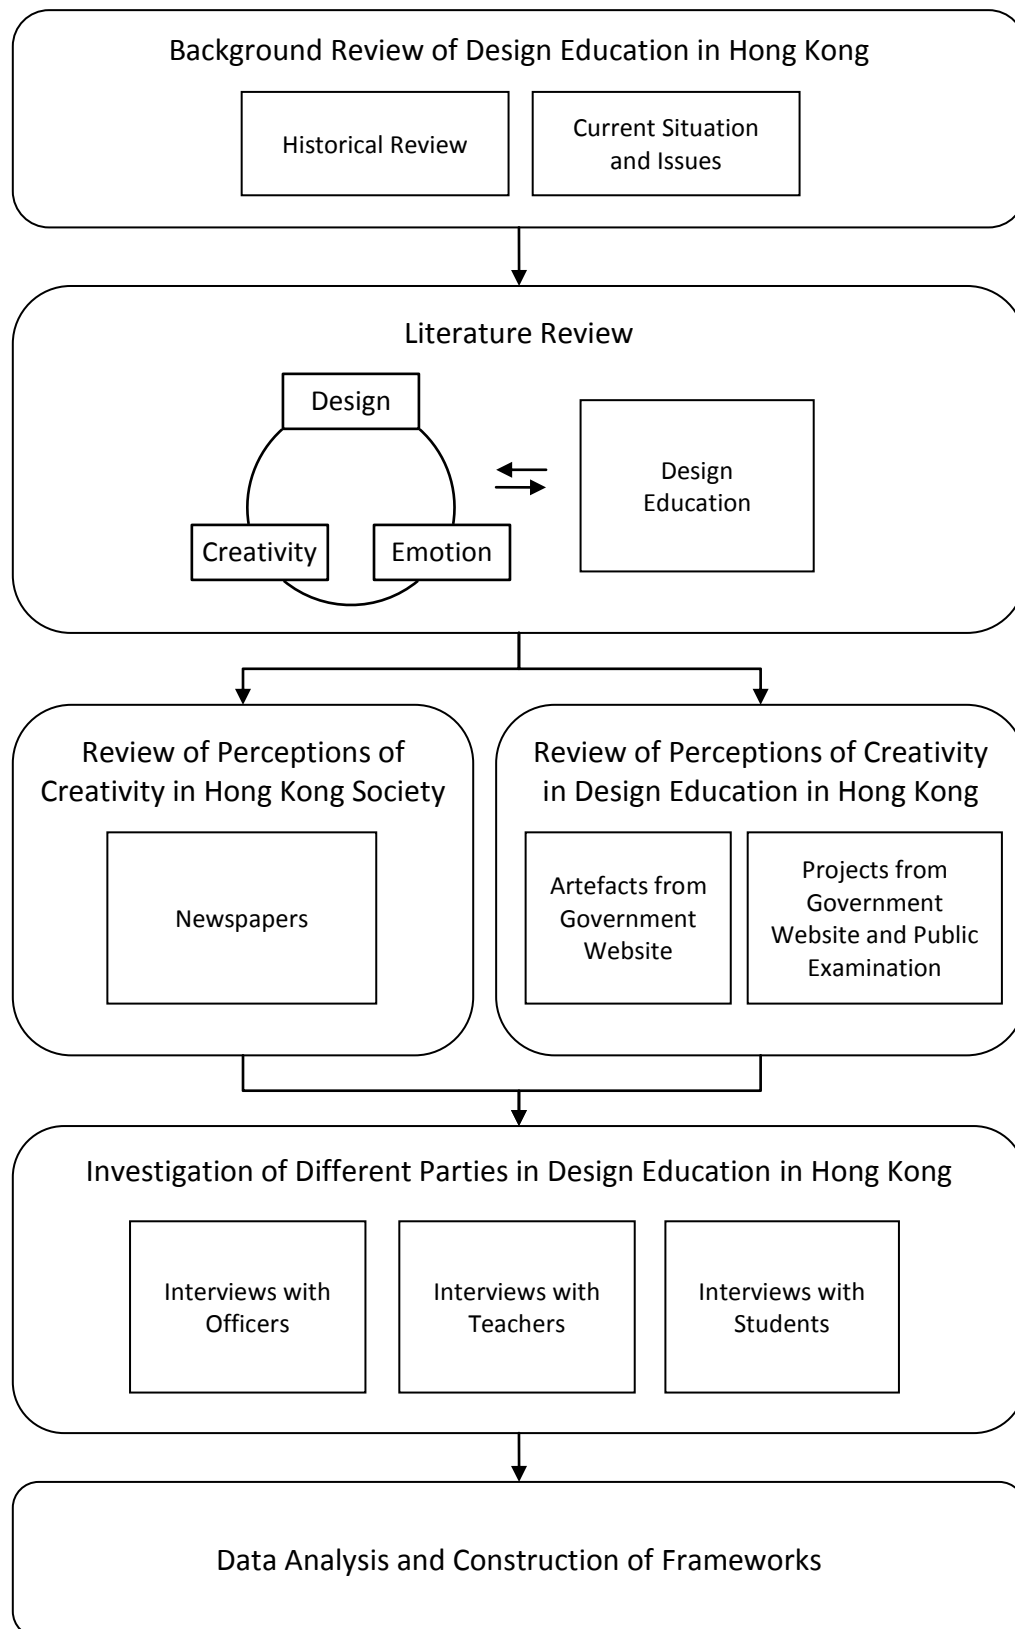 Background Review of Design Education in Hong Kong
Historical Review
Current Situation
and Issues
Literature Review
Design
Creativity
Emotion
Design
Education
Review of Perceptions of
Creativity in Hong Kong Society
Newspapers
Review of Perceptions of Creativity
in Design Education in Hong Kong
Artefacts from
Government
Website
Projects from
Government
Website and Public
Examination
Investigation of Different Parties in Design Education in Hong Kong
Interviews with
Officers
Interviews with
Teachers
Interviews with
Students
Data Analysis and Construction of Frameworks